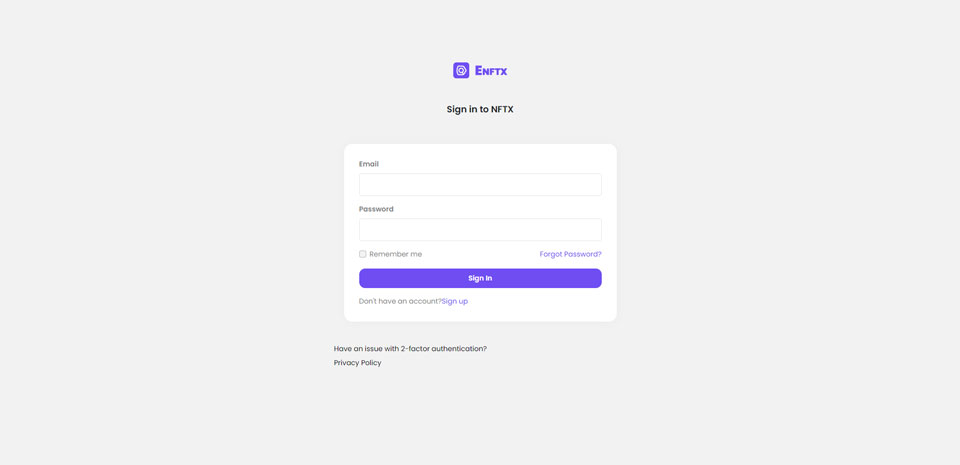 Enftx
Sign in to NFTX
Email
Password
Remember me Forgot Password?
Sign In
Don't have an account?Sign up
Have an issue with 2-factor authentication?
Privacy Policy